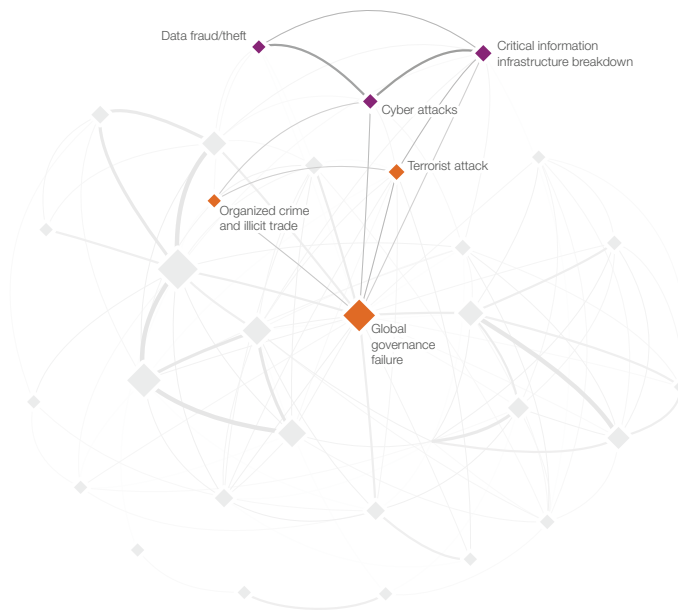 Data fraud/theft
Critical information
infrastructure breakdown
Cyber attacks
Terrorist attack
Organized crime
and illicit trade
Global
governance
failure